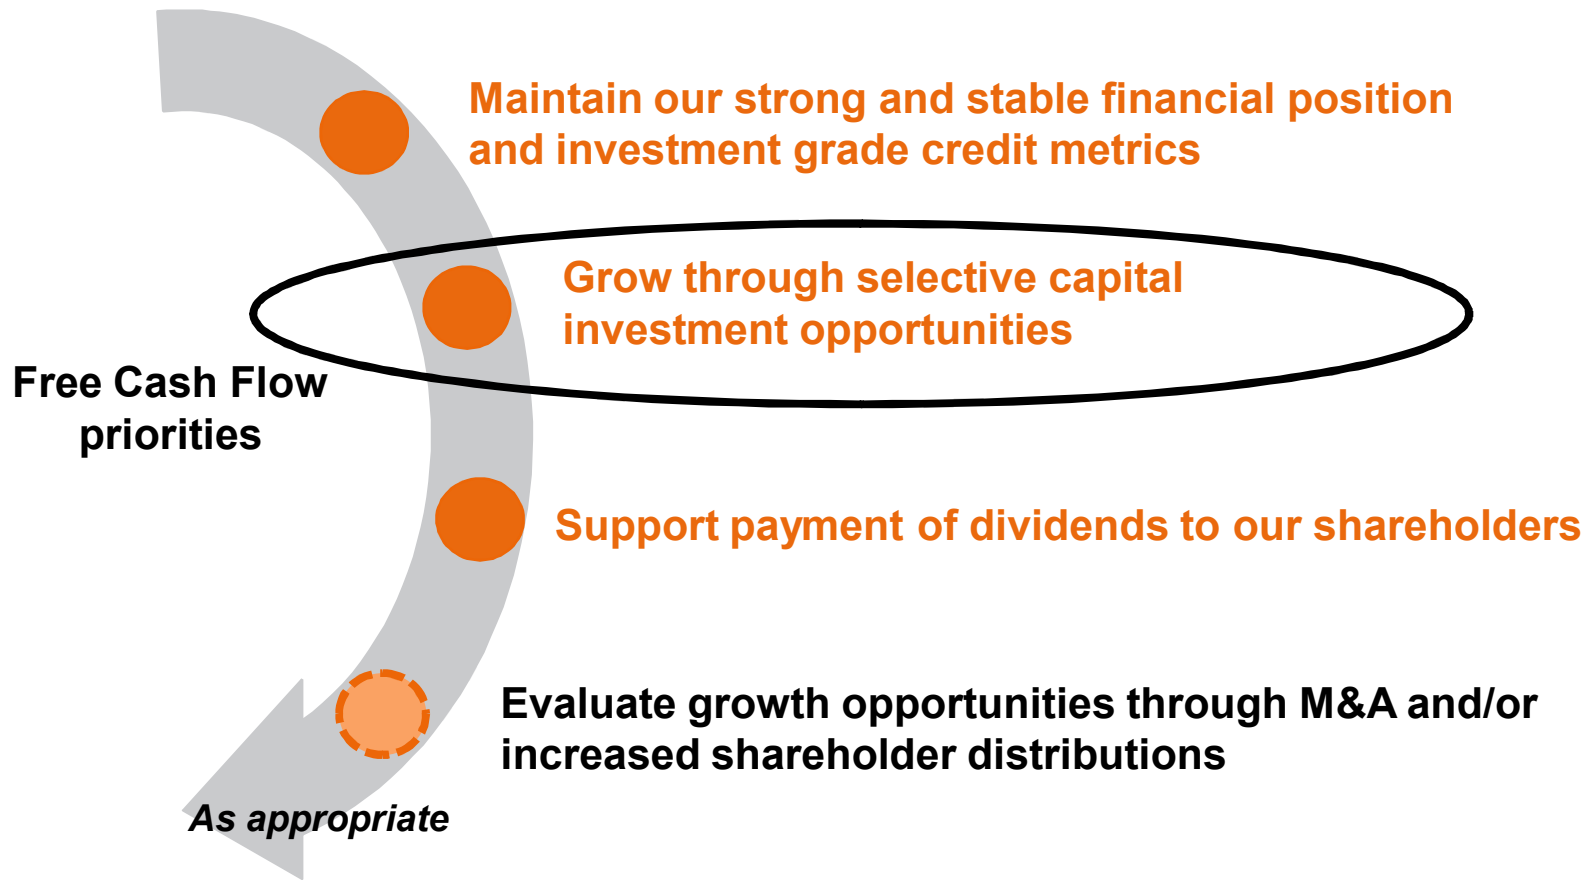 Maintain our strong and stable financial position
and investment grade credit metrics
Grow through selective capital
investment opportunities
Free Cash Flow
priorities
Support payment of dividends to our shareholders
Evaluate growth opportunities through M&A and/or
increased shareholder distributions
As appropriate